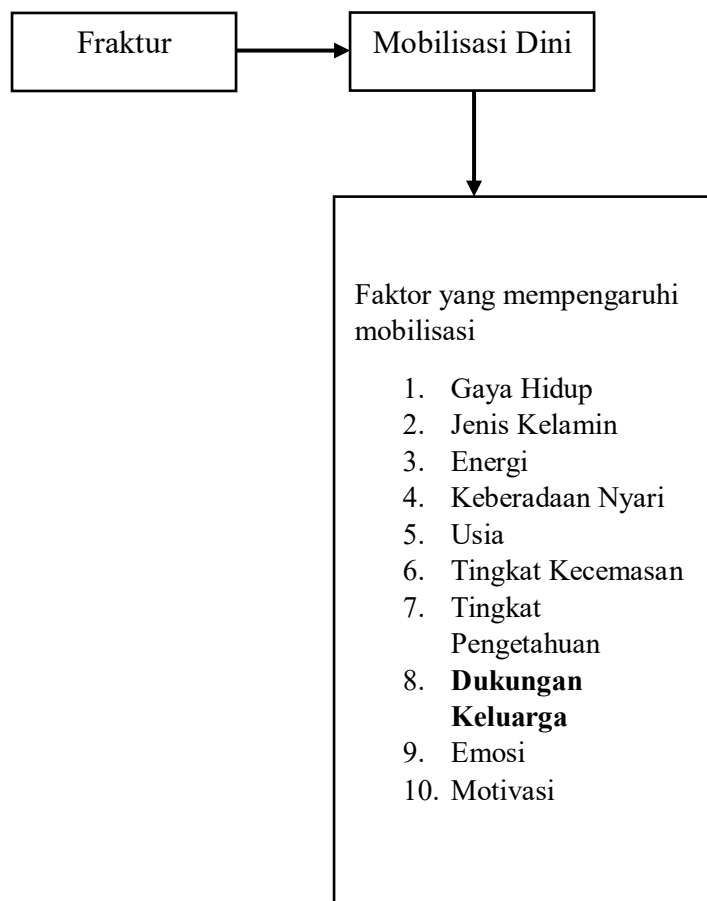 Fraktur
Mobilisasi Dini
Faktor yang mempengaruhi
mobilisasi
1. Gaya Hidup
2. Jenis Kelamin
3. Energi
4. Keberadaan Nyari
5. Usia
6. Tingkat Kecemasan
7. Tingkat
Pengetahuan
8. Dukungan
Keluarga
9. Emosi
10. Motivasi